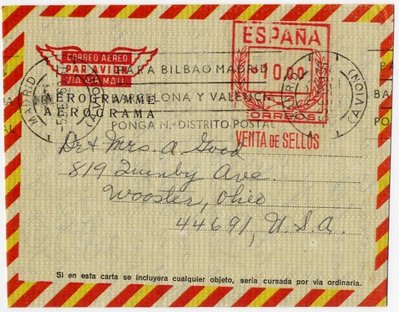 CORREO AEREO
PAR AVION
VIA AIR MAIL
AEROGRAMME
AEROGRAMA
MADRID
PARA BILBAO MADRID
BARCELONA Y VALENCIA
PONGA N.º DISTRITO POSTAL
ESPAÑA
10,00
CORREOS
VENTA DE SELLOS
MADRID
(AVION)
Dr & Mrs. A Good
819 Quinby Ave.
Wooster, Ohio
44691, U.S.A.
Si en esta carta se incluyera cualquier objeto, sería cursada por vía ordinaria.